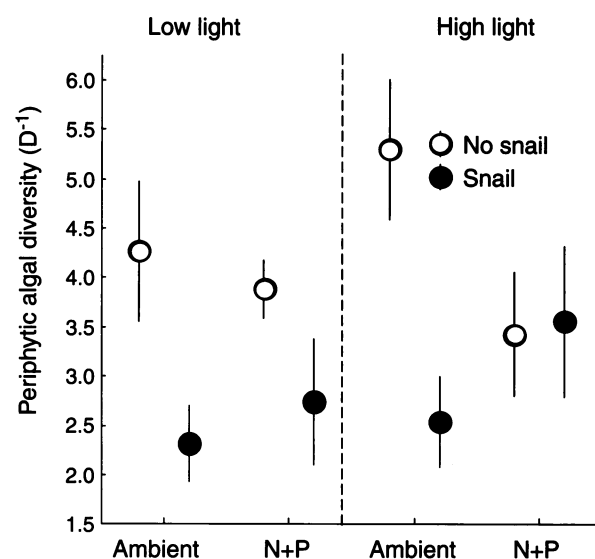 Low light
High light
Periphytic algal diversity (D⁻¹)
6.0
5.5
5.0
4.5
4.0
3.5
3.0
2.5
2.0
1.5
No snail
Snail
Ambient N+P Ambient N+P